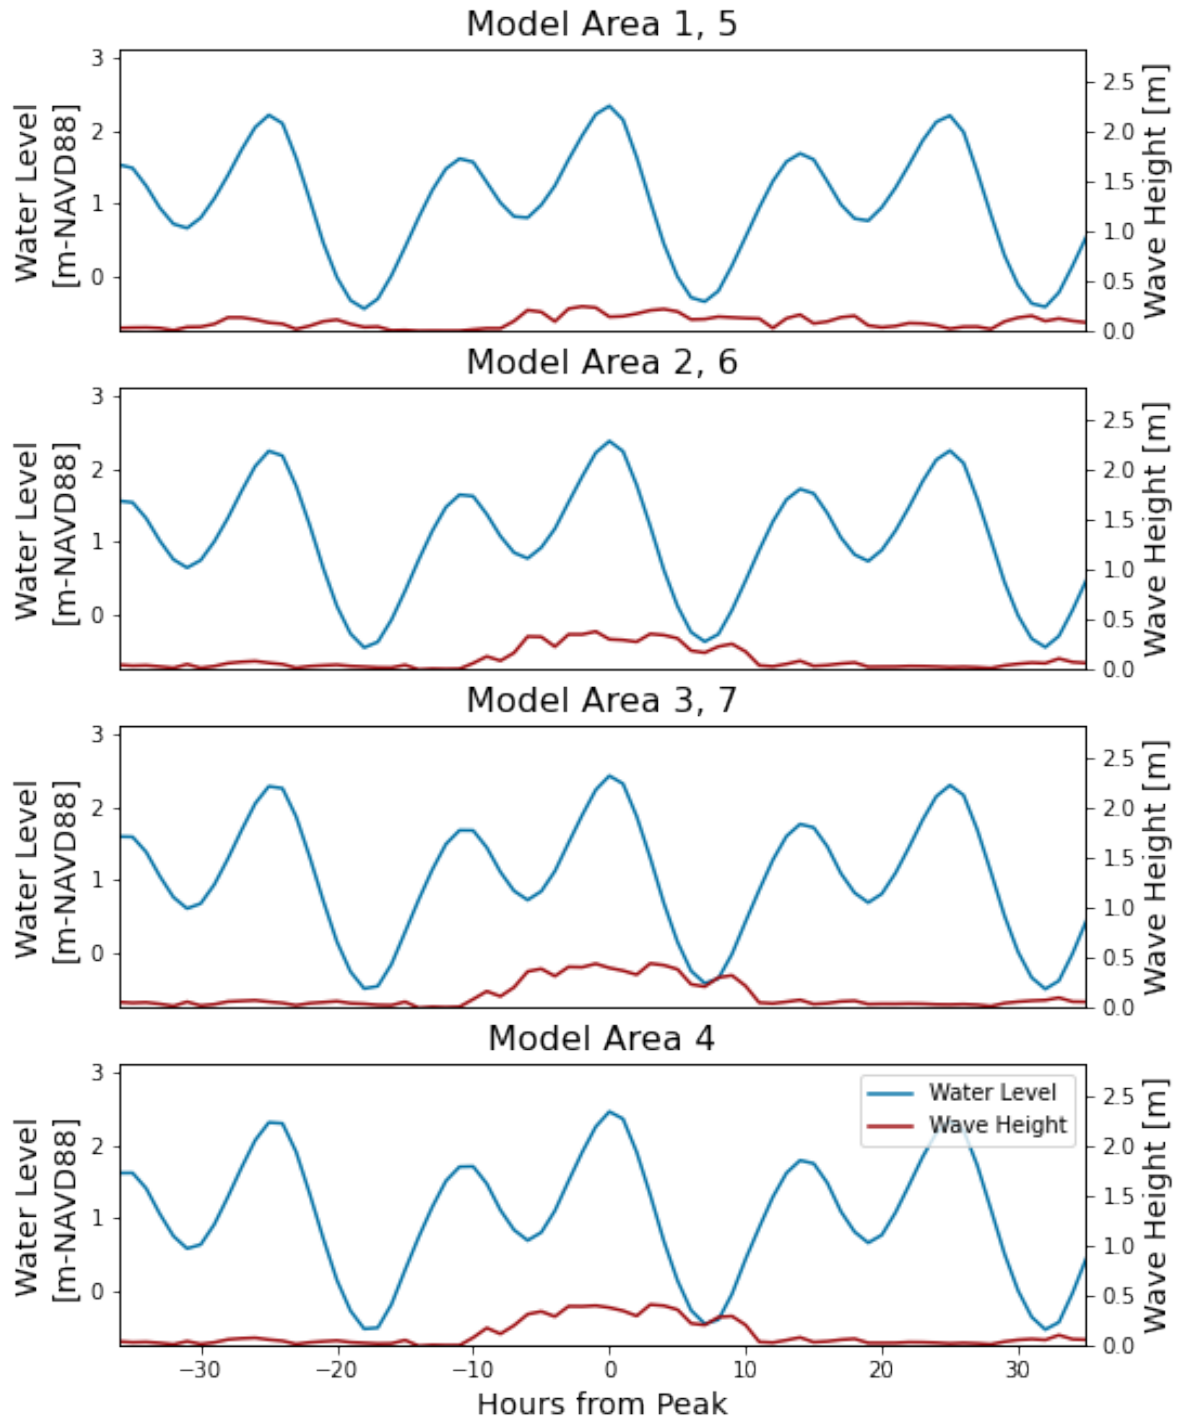 Model Area 1, 5
Water Level
[m-NAVD88]
3
2
1
0
2.5
2.0
1.5
1.0
0.5
0.0
Wave Height [m]
Model Area 2, 6
Water Level
[m-NAVD88]
3
2
1
0
2.5
2.0
1.5
1.0
0.5
0.0
Wave Height [m]
Model Area 3, 7
Water Level
[m-NAVD88]
3
2
1
0
2.5
2.0
1.5
1.0
0.5
0.0
Wave Height [m]
Model Area 4
Water Level
[m-NAVD88]
3
2
1
0
Water Level
Wave Height
2.5
2.0
1.5
1.0
0.5
0.0
Wave Height [m]
−30 −20 −10 0 10 20 30
Hours from Peak